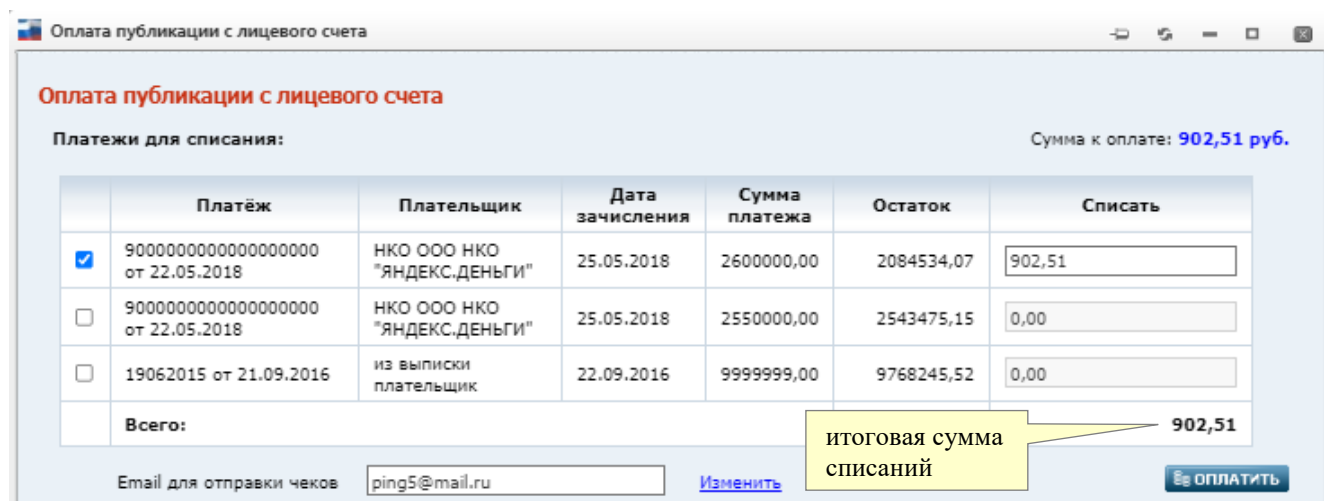 Оплата публикации с лицевого счета
Оплата публикации с лицевого счета
Платежи для списания:
Сумма к оплате: 902,51 руб.
Платёж Плательщик Дата зачисления Сумма платежа Остаток Списать
90000000000000000000 от 22.05.2018 НКО ООО НКО "ЯНДЕКС.ДЕНЬГИ" 25.05.2018 2600000,00 2084534,07 902,51
90000000000000000000 от 22.05.2018 НКО ООО НКО "ЯНДЕКС.ДЕНЬГИ" 25.05.2018 2550000,00 2543475,15 0,00
19062015 от 21.09.2016 из выписки плательщик 22.09.2016 9999999,00 9768245,52 0,00
Всего: 902,51
итоговая сумма
списаний
Email для отправки чеков ping5@mail.ru Изменить ОПЛАТИТЬ